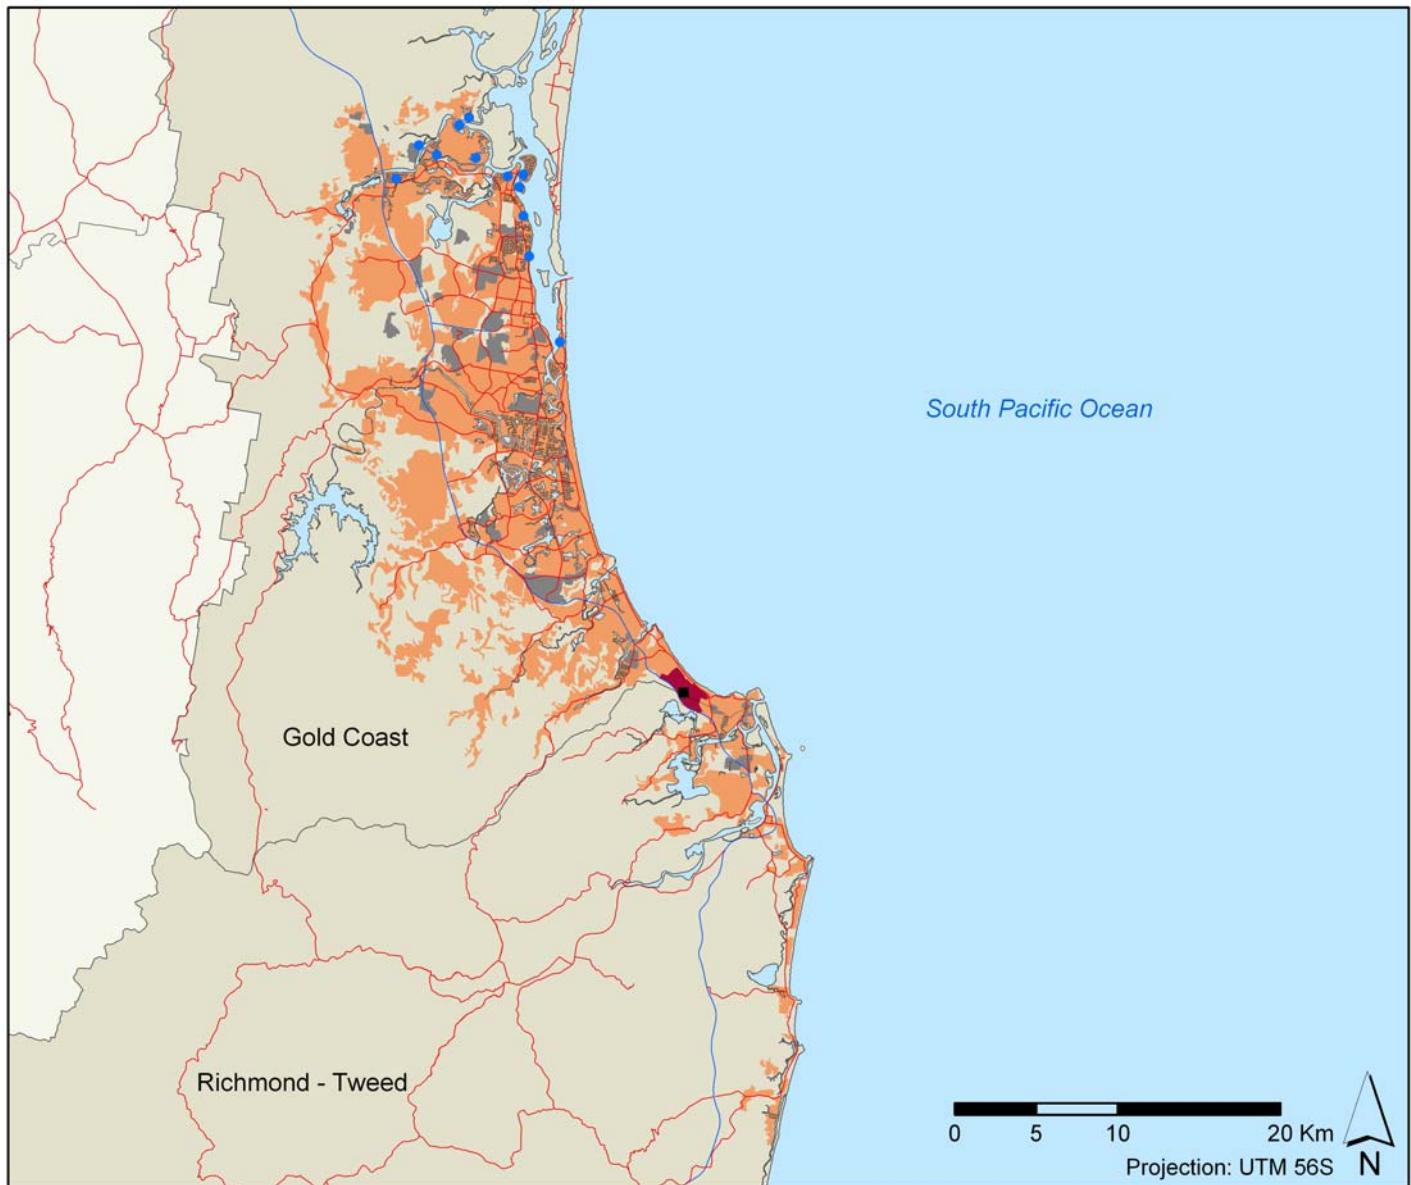 South Pacific Ocean
Gold Coast
Richmond - Tweed
0 5 10 20 Km
Projection: UTM 56S N